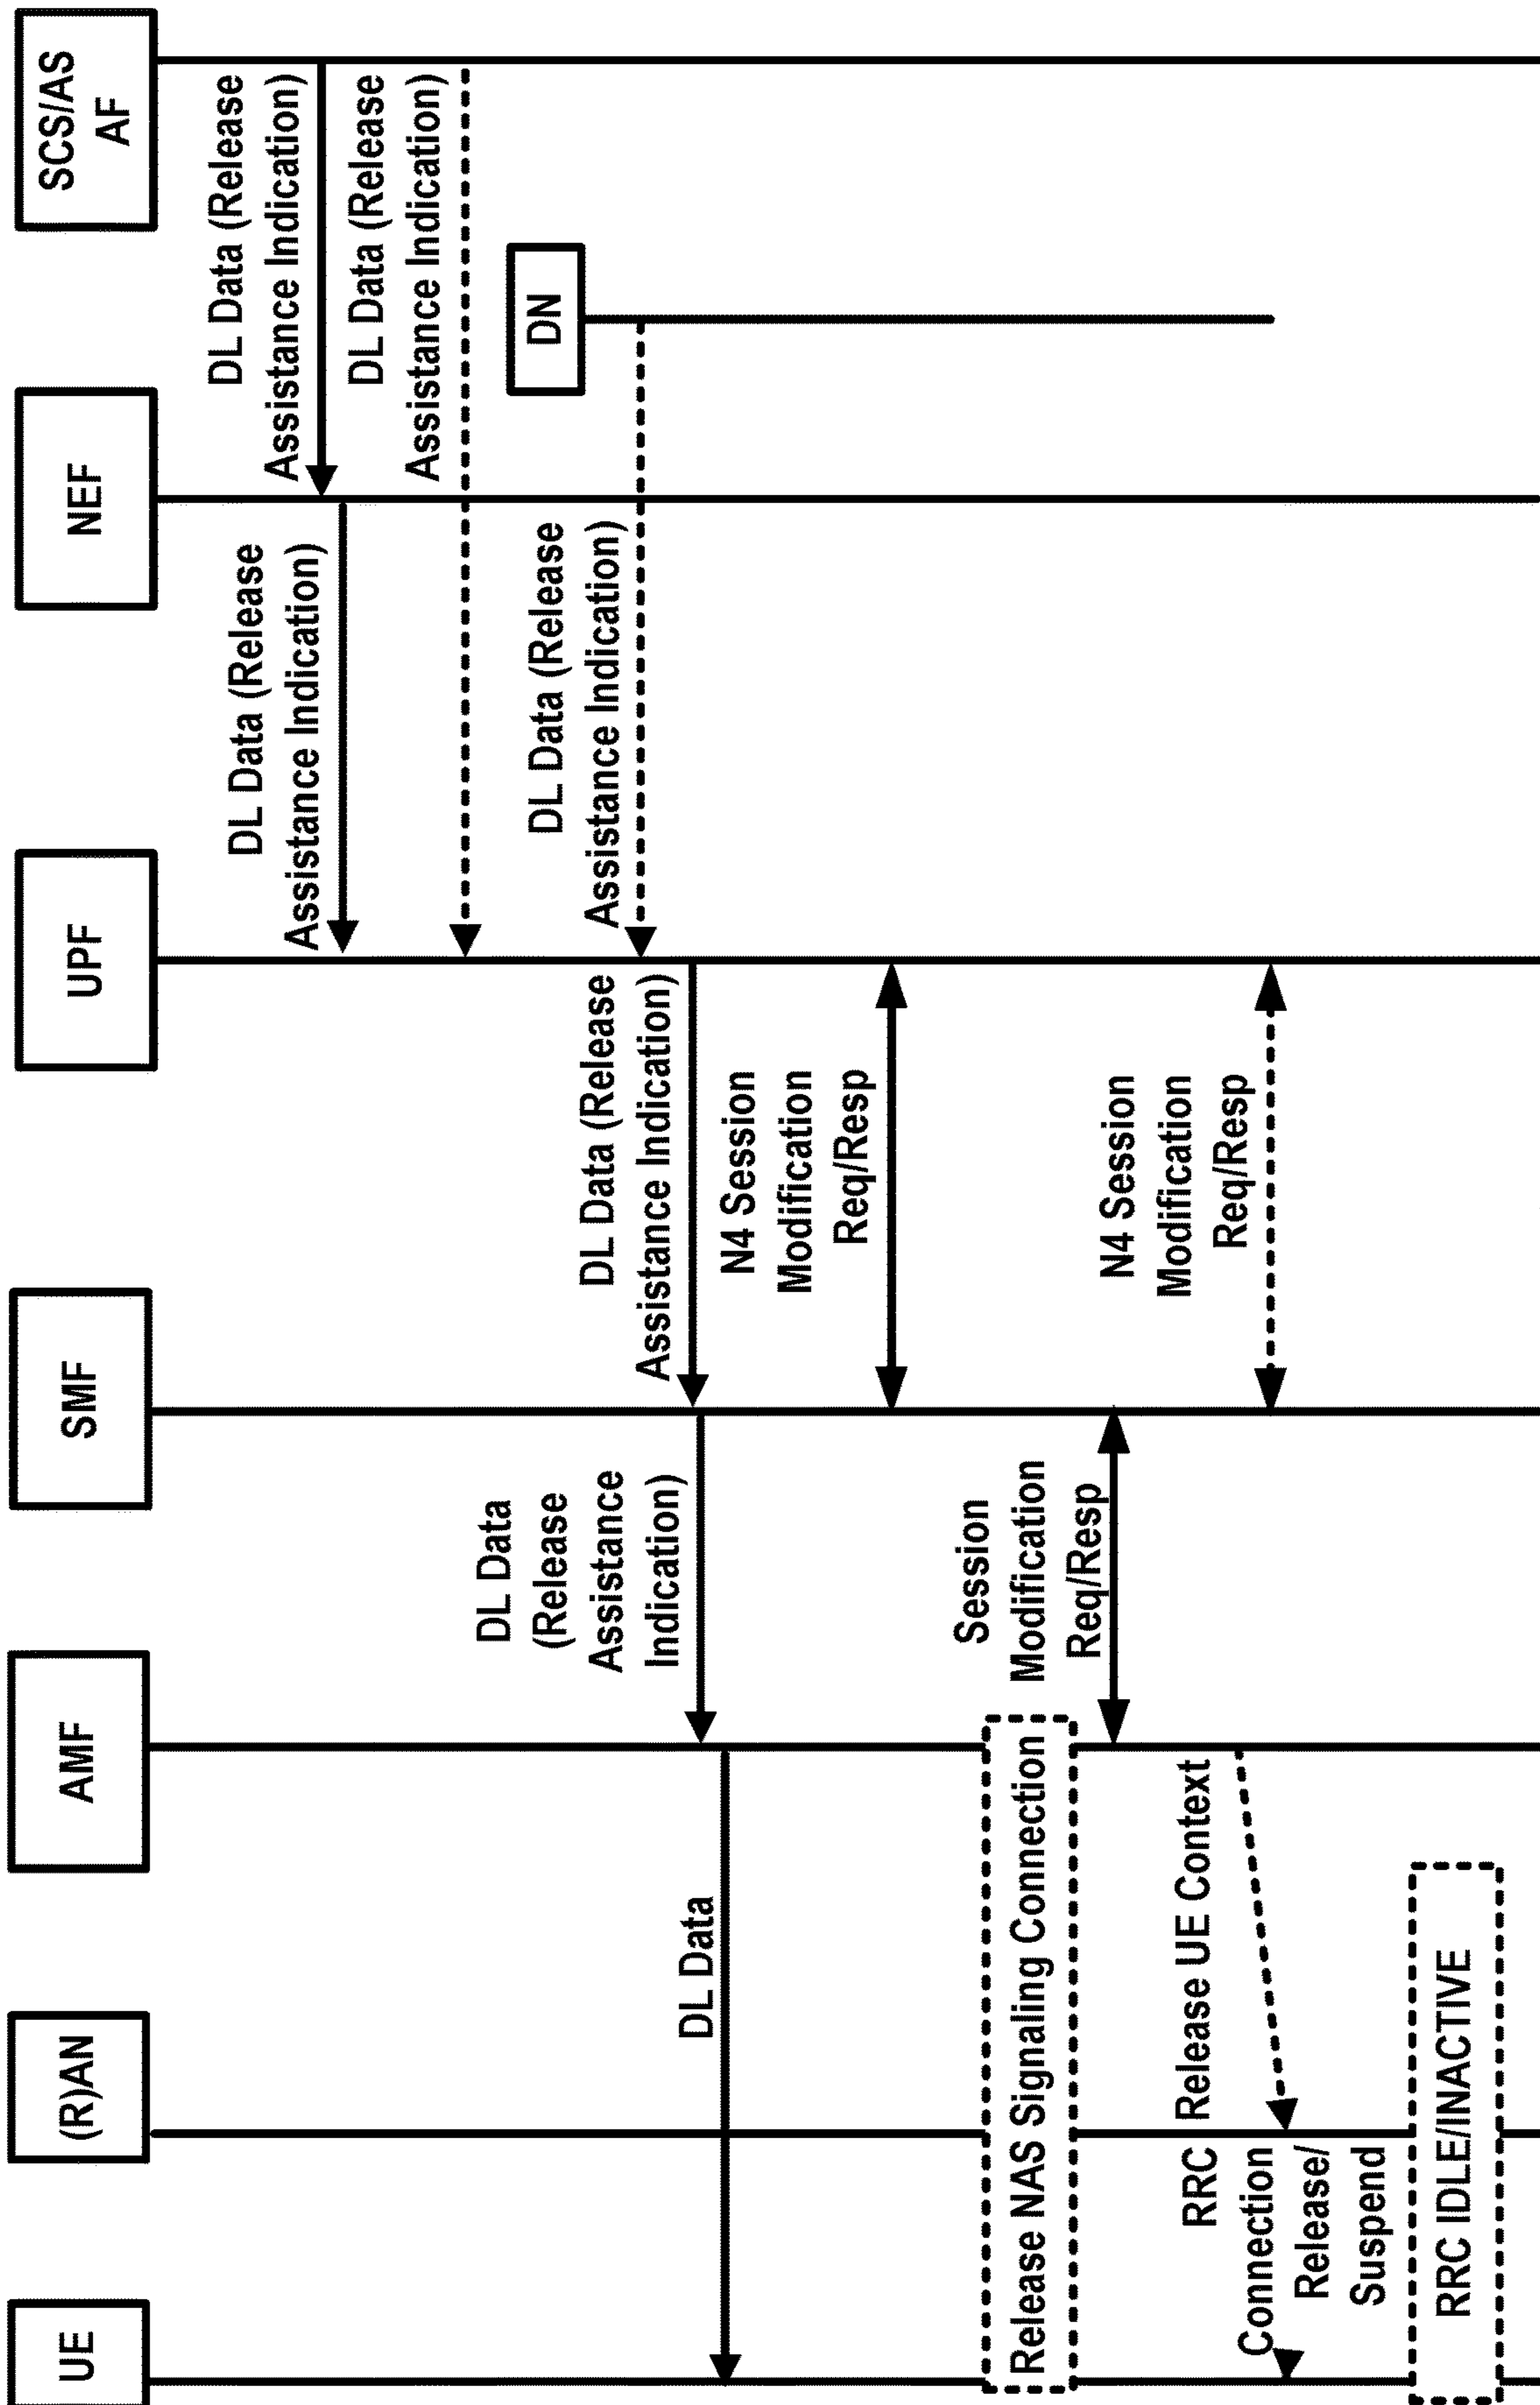 UE
(R)AN
AMF
SMF
UPF
NEF
SCS/AS
AF
DL Data (Release
Assistance Indication)
DL Data (Release
Assistance Indication)
DL Data (Release
Assistance Indication)
DN
DL Data (Release
Assistance Indication)
DL Data (Release
Assistance Indication)
DL Data
(Release
Assistance
Indication)
DL Data
N4 Session
Modification
Req/Resp
Release NAS Signaling Connection
Session
Modification
Req/Resp
Release UE Context
N4 Session
Modification
Req/Resp
RRC
Connection
Release/
Suspend
RRC IDLE/INACTIVE